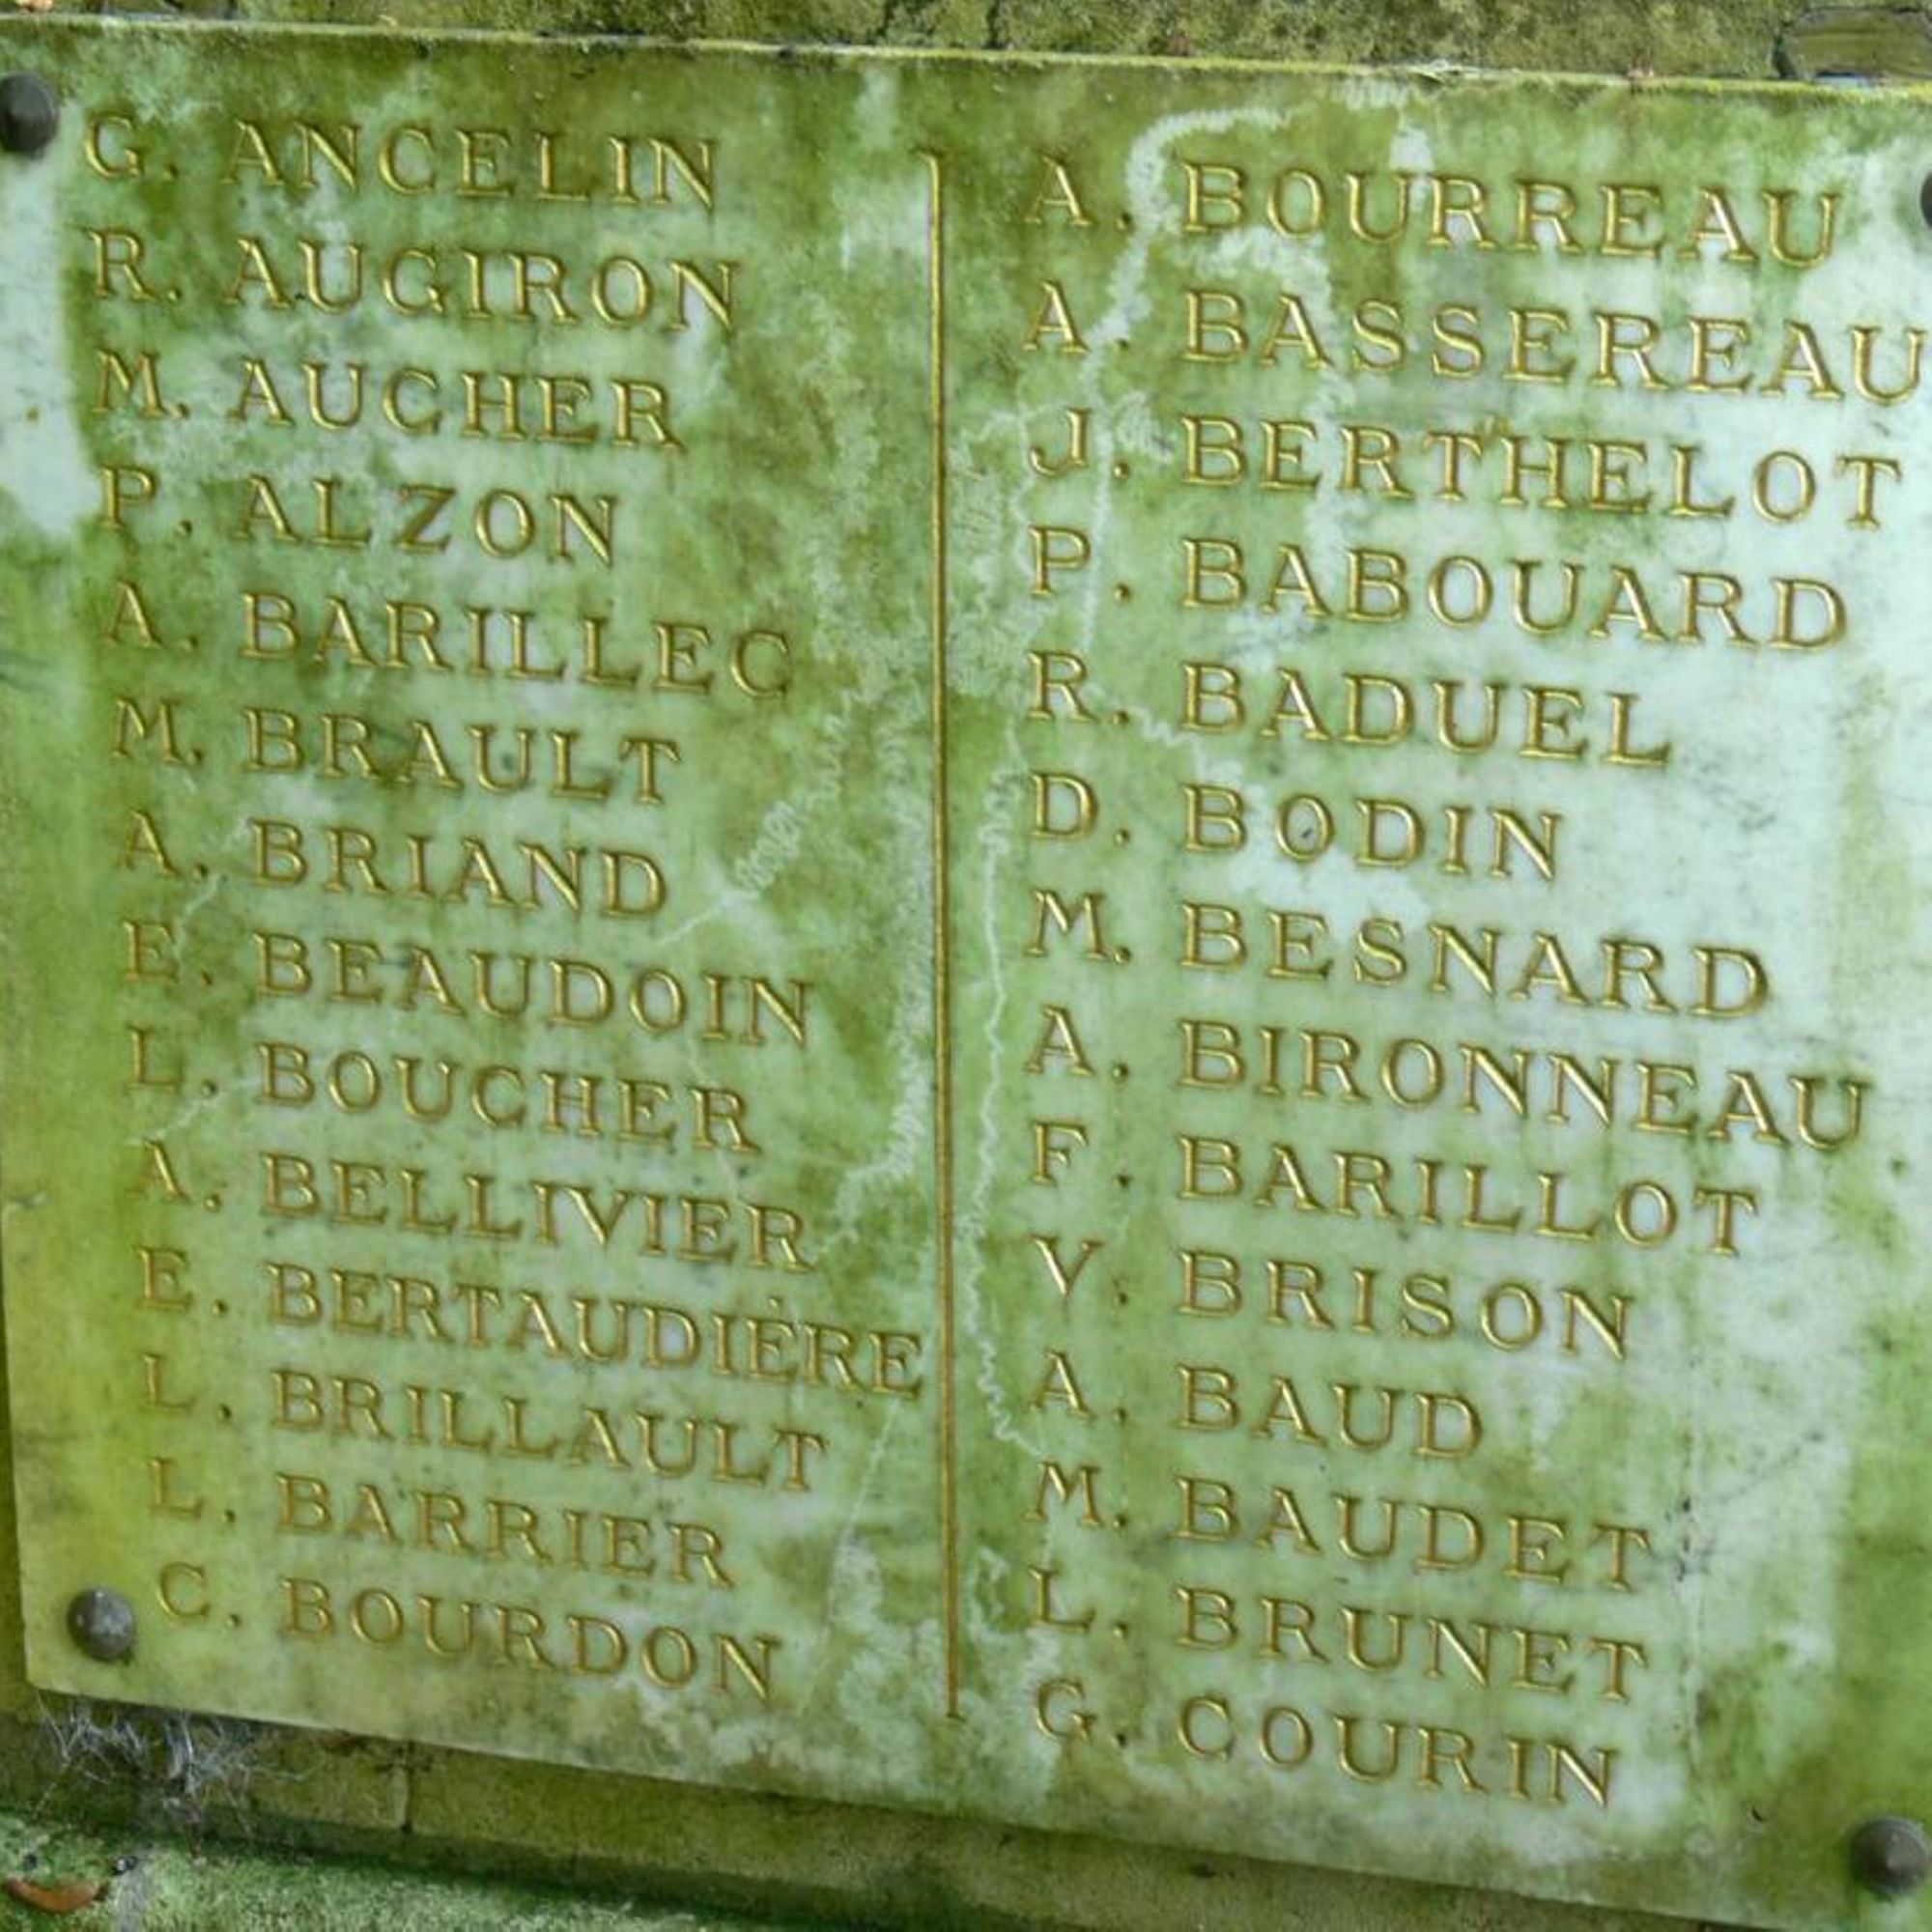 G. ANCELIN
R. AUGIRON
M. AUCHER
P. ALZON
A. BARILLEC
M. BRAULT
A. BRIAND
E. BEAUDOIN
L. BOUCHER
A. BELLIVIER
E. BERTAUDIÈRE
L. BRILLAULT
L. BARRIER
C. BOURDON
A. BOURREAU
A. BASSEREAU
J. BERTHELOT
P. BABOUARD
R. BADUEL
D. BODIN
M. BESNARD
A. BIRONNEAU
F. BARILLOT
V. BRISON
A. BAUD
M. BAUDET
L. BRUNET
G. COURIN